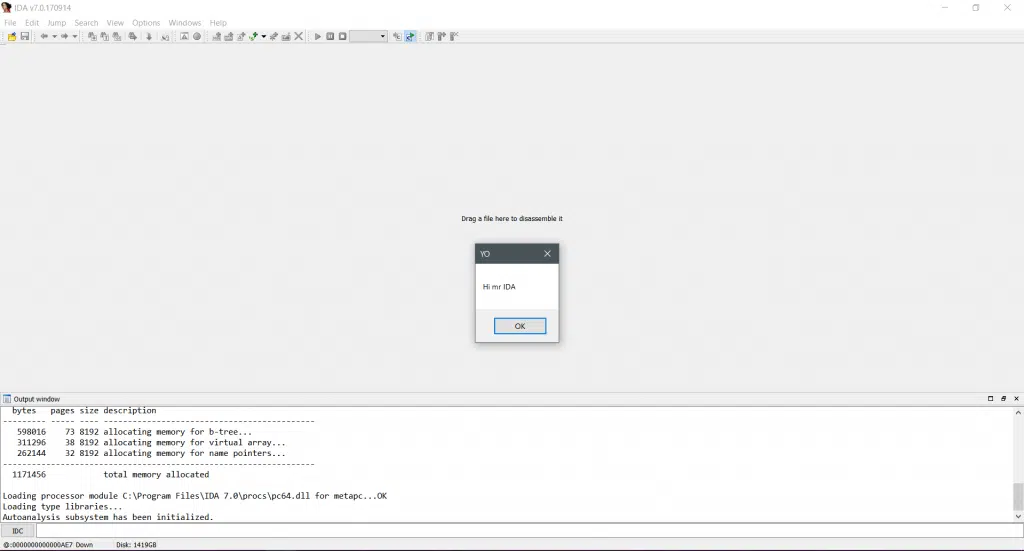 IDA v7.0.170914
File Edit Jump Search View Options Windows Help
Drag a file here to disassemble it
YO
Hi mr IDA
OK
Output window
bytes pages size description
--------- ----- ---- --------------------------------------------
598016 73 8192 allocating memory for b-tree...
311296 38 8192 allocating memory for virtual array...
262144 32 8192 allocating memory for name pointers...
-----------------------------------------------------------------
1171456 total memory allocated
Loading processor module C:\Program Files\IDA 7.0\procs\pc64.dll for metapc...OK
Loading type libraries...
Autoanalysis subsystem has been initialized.
IDC
@:0000000000000AE7 Down Disk: 1419GB